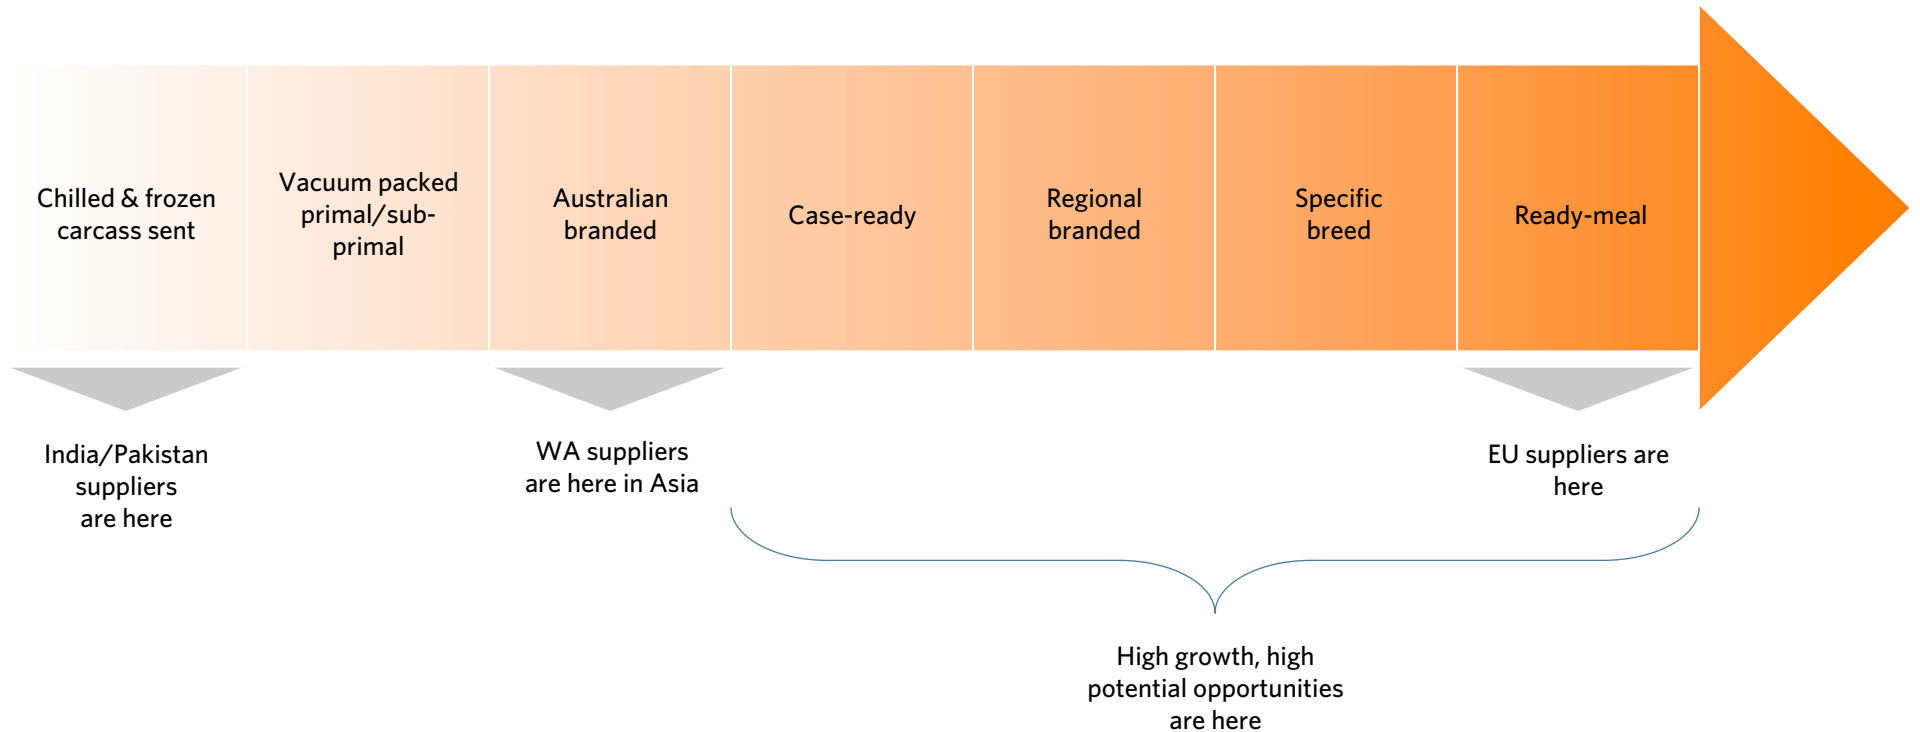 Chilled & frozen
carcass sent
Vacuum packed
primal/sub-
primal
Australian
branded
Case-ready
Regional
branded
Specific
breed
Ready-meal
India/Pakistan
suppliers
are here
WA suppliers
are here in Asia
EU suppliers are
here
High growth, high
potential opportunities
are here